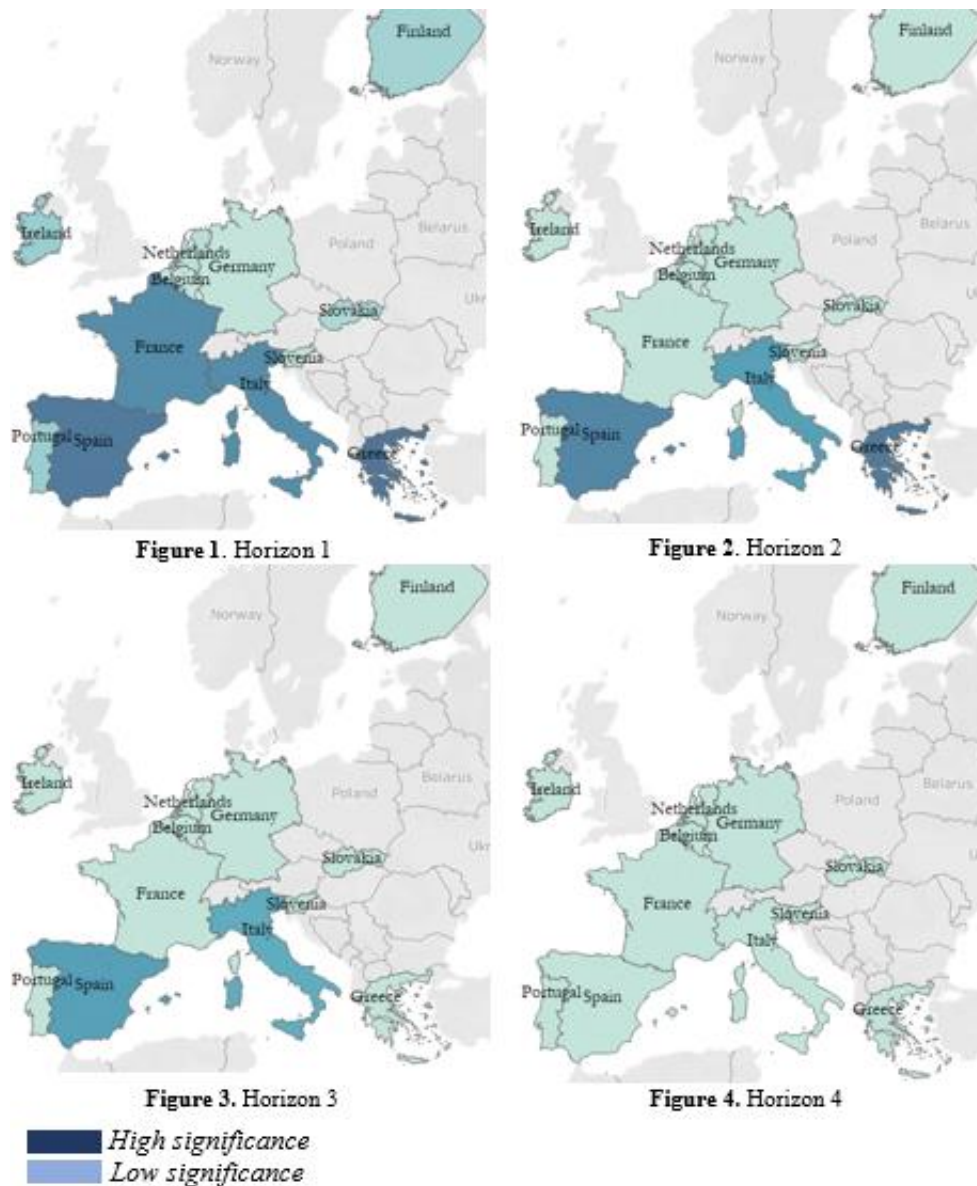 Finland
Norway
Ireland
Netherlands
Belgium
Germany
Poland
Belarus
Ukr
Slovakia
France
Slovenia
Italy
Portugal
Spain
Greece
Figure 1. Horizon 1
Finland
Norway
Ireland
Netherlands
Belgium
Germany
Poland
Belarus
Uk
Slovakia
France
Slovenia
Italy
Portugal
Spain
Greece
Figure 2. Horizon 2
Finland
Norway
Ireland
Netherlands
Belgium
Germany
Poland
Belarus
Ukr
Slovakia
France
Slovenia
Italy
Portugal
Spain
Greece
Figure 3. Horizon 3
Finland
Norway
Ireland
Netherlands
Belgium
Germany
Poland
Belarus
Uk
Slovakia
France
Slovenia
Italy
Portugal
Spain
Greece
Figure 4. Horizon 4
High significance
Low significance